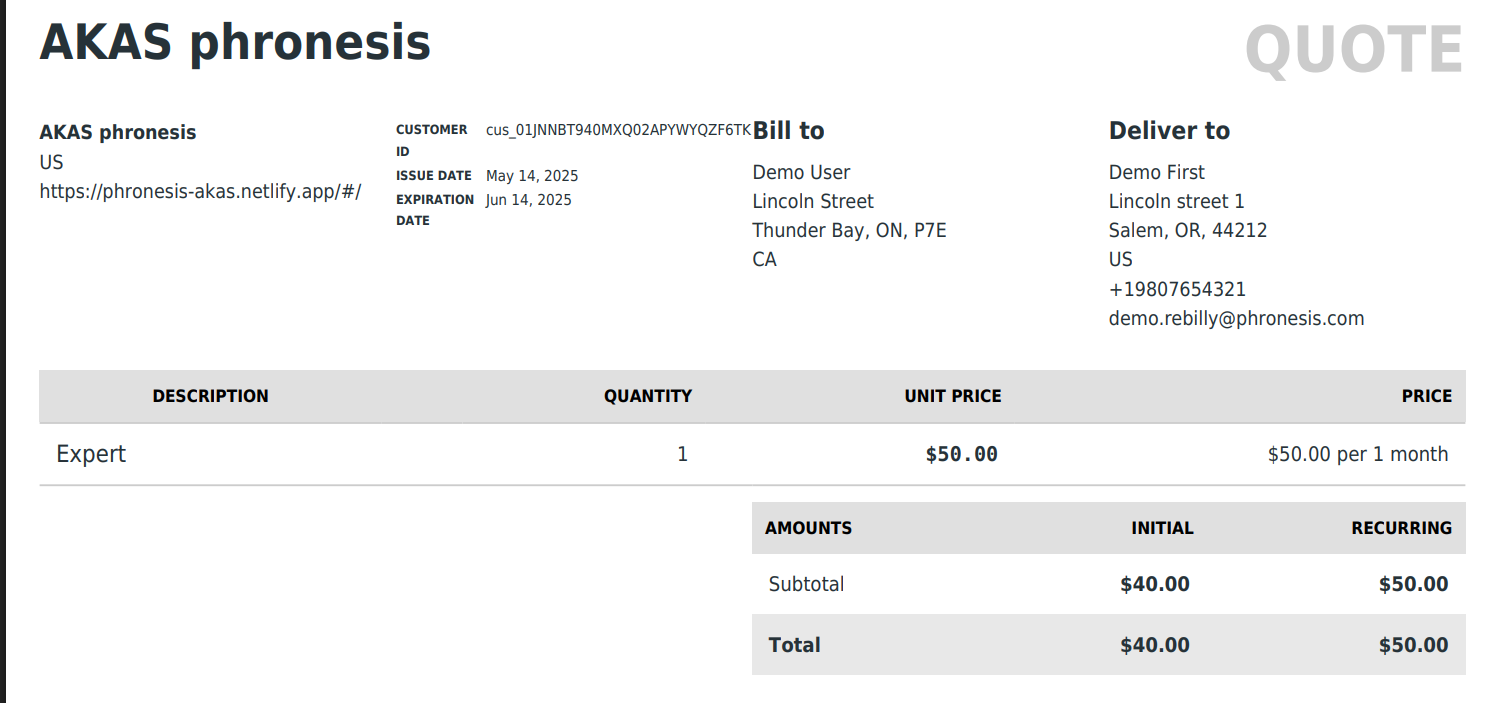 AKAS phronesis
QUOTE
AKAS phronesis
US
https://phronesis-akas.netlify.app/#/
CUSTOMER ID cus_01JNNBT940MXQ02APYWYQZF6TK
ISSUE DATE May 14, 2025
EXPIRATION DATE Jun 14, 2025
Bill to
Demo User
Lincoln Street
Thunder Bay, ON, P7E
CA
Deliver to
Demo First
Lincoln street 1
Salem, OR, 44212
US
+19807654321
demo.rebilly@phronesis.com
DESCRIPTION QUANTITY UNIT PRICE PRICE
Expert 1 $50.00 $50.00 per 1 month
AMOUNTS INITIAL RECURRING
Subtotal $40.00 $50.00
Total $40.00 $50.00